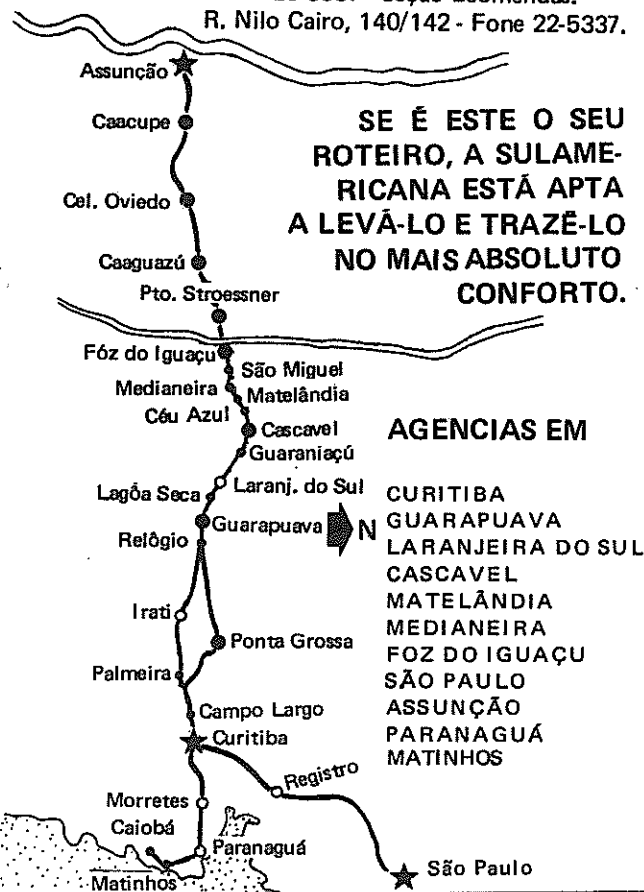 R. Nilo Cairo, 140/142 - Fone 22-5337.
Assunção
Caacupe
SE É ESTE O SEU
ROTEIRO, A SULAME-
RICANA ESTÁ APTA
A LEVÁ-LO E TRAZÊ-LO
NO MAIS ABSOLUTO
CONFORTO.
Cel. Oviedo
Caaguazú
Pto. Stroessner
Fóz do Iguaçu
São Miguel
Medianeira
Matelândia
Céu Azul
Cascavel
Guaraniaçú
Laranj. do Sul
Lagôa Seca
Guarapuava
N
Relôgio
Irati
Ponta Grossa
Palmeira
Campo Largo
Curitiba
Registro
Morretes
Caiobá
Paranaguá
Matinhos
São Paulo
AGENCIAS EM
CURITIBA
GUARAPUAVA
LARANJEIRA DO SUL
CASCAVEL
MATELÂNDIA
MEDIANEIRA
FOZ DO IGUAÇU
SÃO PAULO
ASSUNÇÃO
PARANAGUÁ
MATINHOS